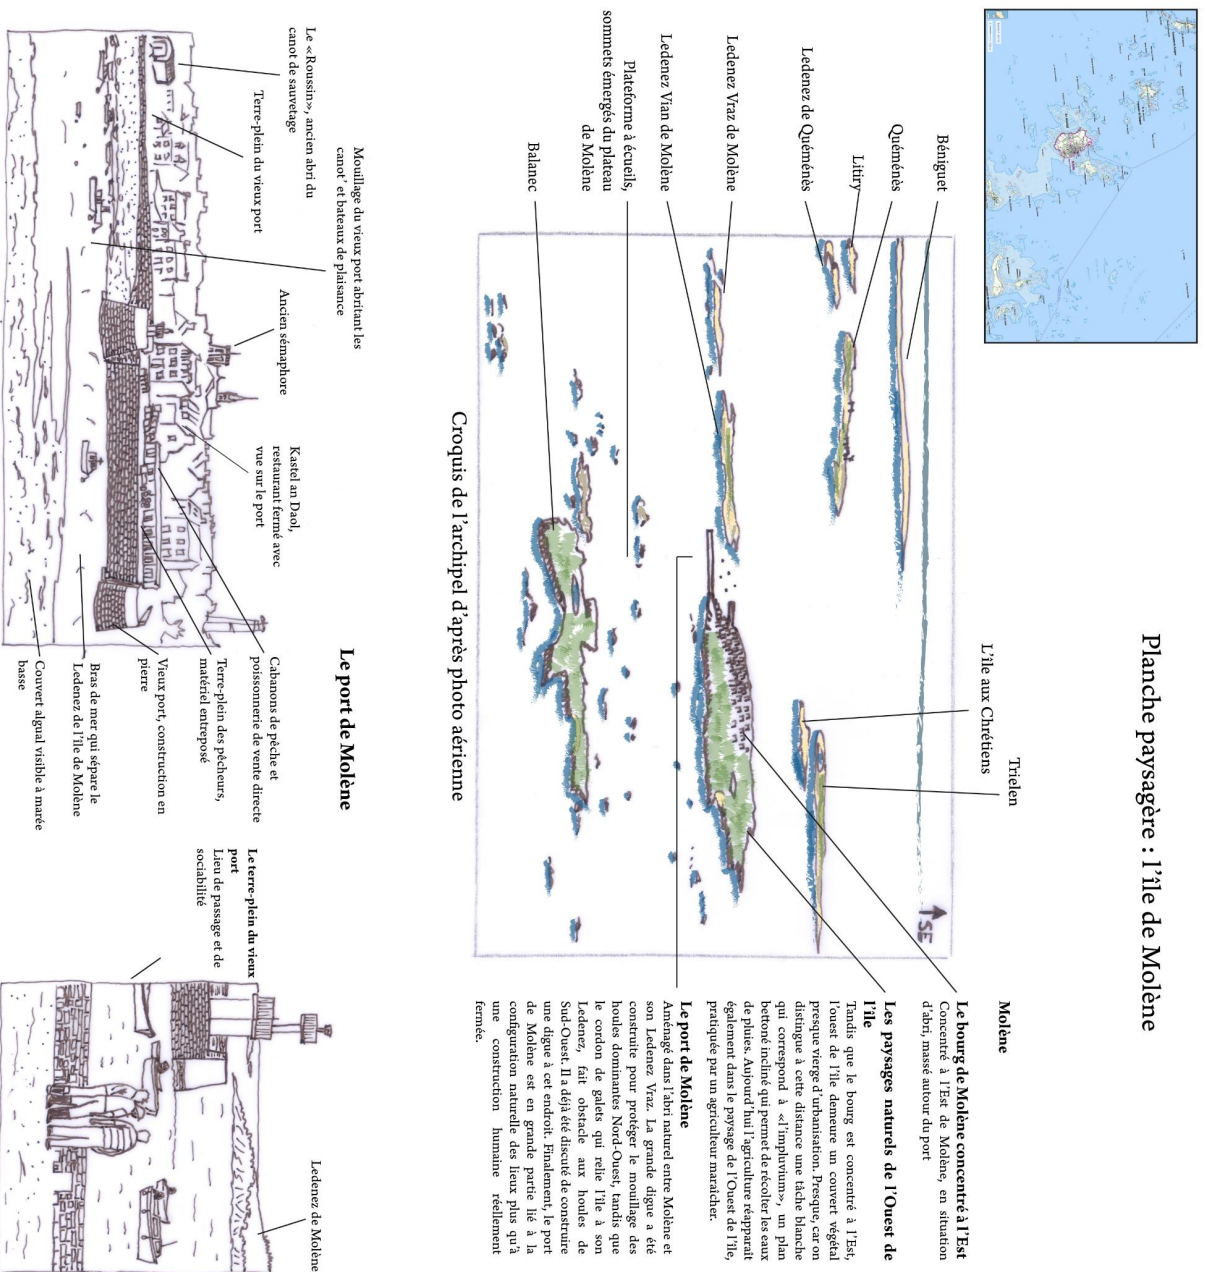 Planche paysagère : l’île de Molène
Béniguet
Quéménès
Litiry
Ledenez de Quéménès
Ledenez Vraz de Molène
Ledenez Vian de Molène
Plateforme à écueils,
sommets émergés du plateau
de Molène
Balanec
L’île aux Chrétiens
Trielen
SE
Croquis de l’archipel d’après photo aérienne
Molène
Le bourg de Molène concentré à l’Est
Concentré à l’Est de Molène, en situation
d’abri, massé autour du port
Les paysages naturels de l’Ouest de
l’île
Tandis que le bourg est concentré à l’Est,
l’ouest de l’île demeure un couvert végétal
presque vierge d’urbanisation. Presque, car on
distingue à cette distance une tâche blanche
qui correspond à «l’impluvium», un plan
bettoné incliné qui permet de récolter les eaux
de pluies. Aujourd’hui l’agriculture réapparaît
également dans le paysage de l’Ouest de l’île,
pratiquée par un agriculteur maraîcher.
Le port de Molène
Aménagé dans l’abri naturel entre Molène et
son Ledenez Vraz. La grande digue a été
construite pour protéger le mouillage des
houles dominantes Nord-Ouest, tandis que
le cordon de galets qui relie l’île à son
Ledenez, fait obstacle aux houles de
Sud-Ouest. Il a déjà été discuté de construire
une digue à cet endroit. Finalement, le port
de Molène est en grande partie lié à la
configuration naturelle des lieux plus qu’à
une construction humaine réellement
fermée.
Le port de Molène
Le «Roussin», ancien abri du
canot de sauvetage
Terre-plein du vieux port
Mouillage du vieux port abritant les
canot’ et bateaux de plaisance
Ancien sémaphore
Kastel an Daol,
restaurant fermé avec
vue sur le port
Cabanons de pêche et
poissonnerie de vente directe
Terre-plein des pêcheurs,
matériel entreposé
Vieux port, construction en
pierre
Bras de mer qui sépare le
Ledenez de l’île de Molène
Couvert algual visible à marée
basse
Le terre-plein du vieux
port
Lieu de passage et de
sociabilité
Ledenez de Molène